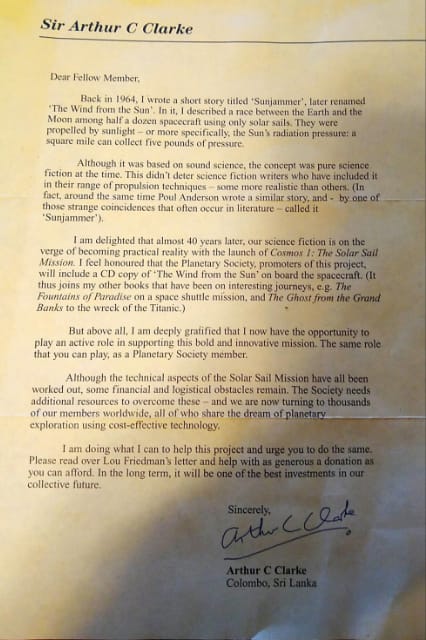 Sir Arthur C Clarke
Dear Fellow Member,
Back in 1964, I wrote a short story titled 'Sunjammer', later renamed
'The Wind from the Sun'. In it, I described a race between the Earth and the
Moon among half a dozen spacecraft using only solar sails. They were
propelled by sunlight – or more specifically, the Sun's radiation pressure: a
square mile can collect five pounds of pressure.
Although it was based on sound science, the concept was pure science
fiction at the time. This didn't deter science fiction writers who have included it
in their range of propulsion techniques – some more realistic than others. (In
fact, around the same time Poul Anderson wrote a similar story, and - by one of
those strange coincidences that often occur in literature – called it
'Sunjammer').
I am delighted that almost 40 years later, our science fiction is on the
verge of becoming practical reality with the launch of Cosmos 1: The Solar Sail
Mission. I feel honoured that the Planetary Society, promoters of this project,
will include a CD copy of 'The Wind from the Sun' on board the spacecraft. (It
thus joins my other books that have been on interesting journeys, e.g. The
Fountains of Paradise on a space shuttle mission, and The Ghost from the Grand
Banks to the wreck of the Titanic.)
But above all, I am deeply gratified that I now have the opportunity to
play an active role in supporting this bold and innovative mission. The same role
that you can play, as a Planetary Society member.
Although the technical aspects of the Solar Sail Mission have all been
worked out, some financial and logistical obstacles remain. The Society needs
additional resources to overcome these – and we are now turning to thousands
of our members worldwide, all of who share the dream of planetary
exploration using cost-effective technology.
I am doing what I can to help this project and urge you to do the same.
Please read over Lou Friedman's letter and help with as generous a donation as
you can afford. In the long term, it will be one of the best investments in our
collective future.
Sincerely,
Arthur C Clarke
Arthur C Clarke
Colombo, Sri Lanka